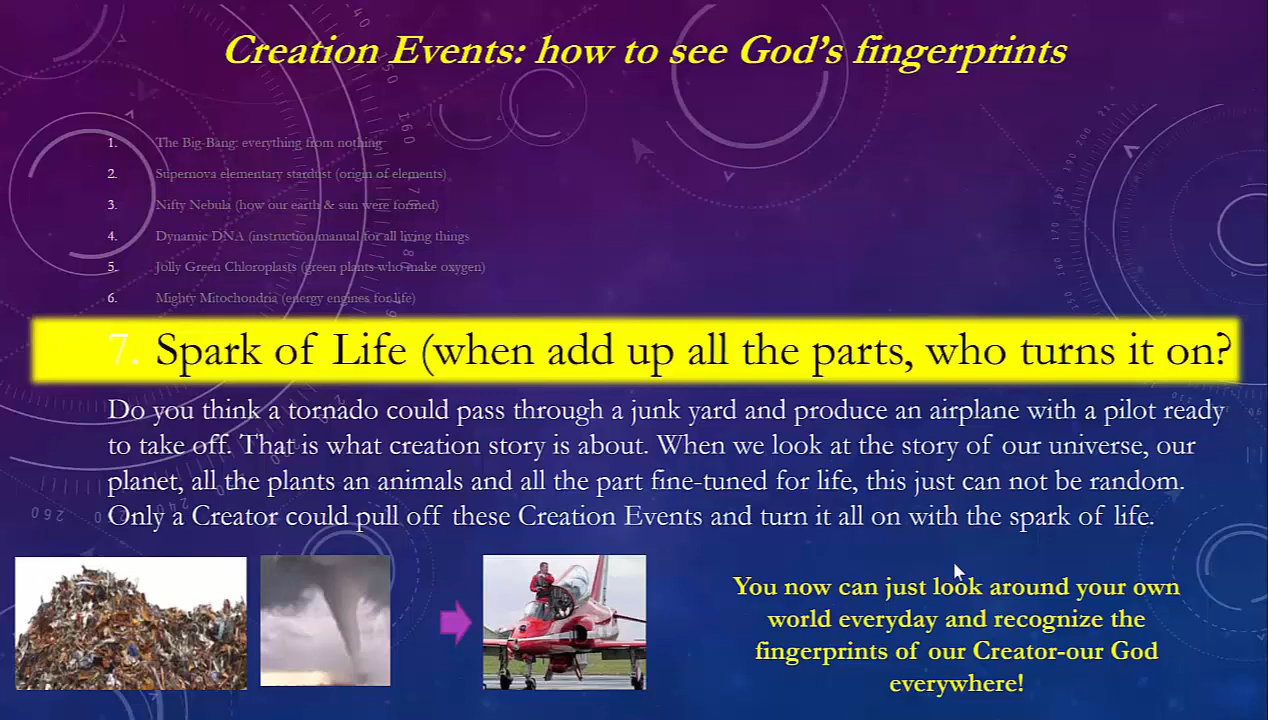 Creation Events: how to see God's fingerprints
1. The Big-Bang: everything from nothing
2. Supernova elementary stardust (origin of elements)
3. Nifty Nebula (how our earth & sun were formed)
4. Dynamic DNA (instruction manual for all living things
5. Jolly Green Chloroplasts (green plants who make oxygen)
6. Mighty Mitochondria (energy engines for life)
7. Spark of Life (when add up all the parts, who turns it on?
Do you think a tornado could pass through a junk yard and produce an airplane with a pilot ready
to take off. That is what creation story is about. When we look at the story of our universe, our
planet, all the plants an animals and all the part fine-tuned for life, this just can not be random.
Only a Creator could pull off these Creation Events and turn it all on with the spark of life.
You now can just look around your own
world everyday and recognize the
fingerprints of our Creator-our God
everywhere!